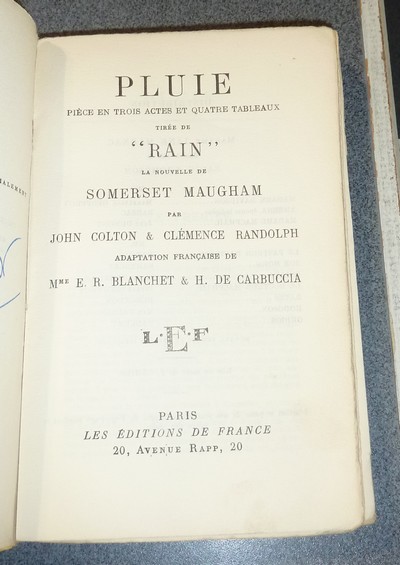 PLUIE
PIÈCE EN TROIS ACTES ET QUATRE TABLEAUX
TIRÉE DE
“RAIN”
LA NOUVELLE DE
SOMERSET MAUGHAM
PAR
JOHN COLTON & CLÉMENCE RANDOLPH
ADAPTATION FRANÇAISE DE
MME E. R. BLANCHET & H. DE CARBUCCIA
L·E·F
PARIS
LES ÉDITIONS DE FRANCE
20, AVENUE RAPP, 20